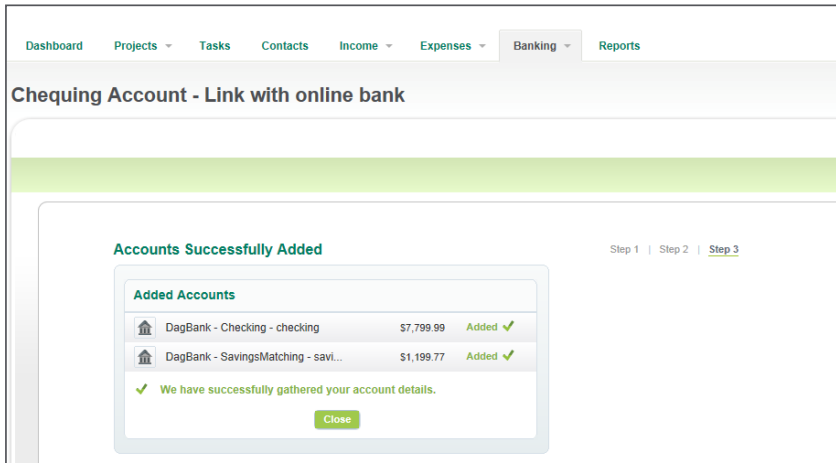 Dashboard Projects Tasks Contacts Income Expenses Banking Reports
Chequing Account - Link with online bank
Accounts Successfully Added
Step 1 | Step 2 | Step 3
Added Accounts
DagBank - Checking - checking $7,799.99 Added
DagBank - SavingsMatching - savi... $1,199.77 Added
We have successfully gathered your account details.
Close